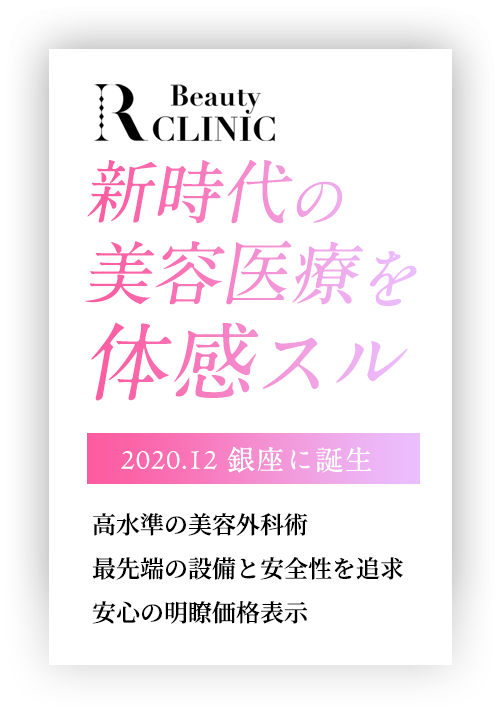 R Beauty
CLINIC
新時代の
美容医療を
体感スル
2020.12 銀座に誕生
高水準の美容外科術
最先端の設備と安全性を追求
安心の明瞭価格表示